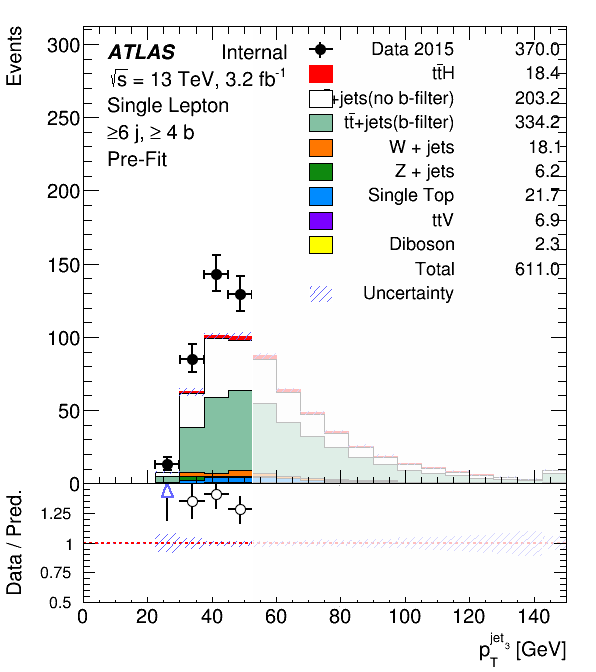 Events
300
250
200
150
100
50
0
ATLAS Internal
√s = 13 TeV, 3.2 fb-1
Single Lepton
≥6 j, ≥ 4 b
Pre-Fit
Data 2015 370.0
tt̄H 18.4
+jets(no b-filter) 203.2
tt̄+jets(b-filter) 334.2
W + jets 18.1
Z + jets 6.2
Single Top 21.7
ttV 6.9
Diboson 2.3
Total 611.0
Uncertainty
Data / Pred.
1.25
1
0.75
0.5
0 20 40 60 80 100 120 140
pT jet3 [GeV]